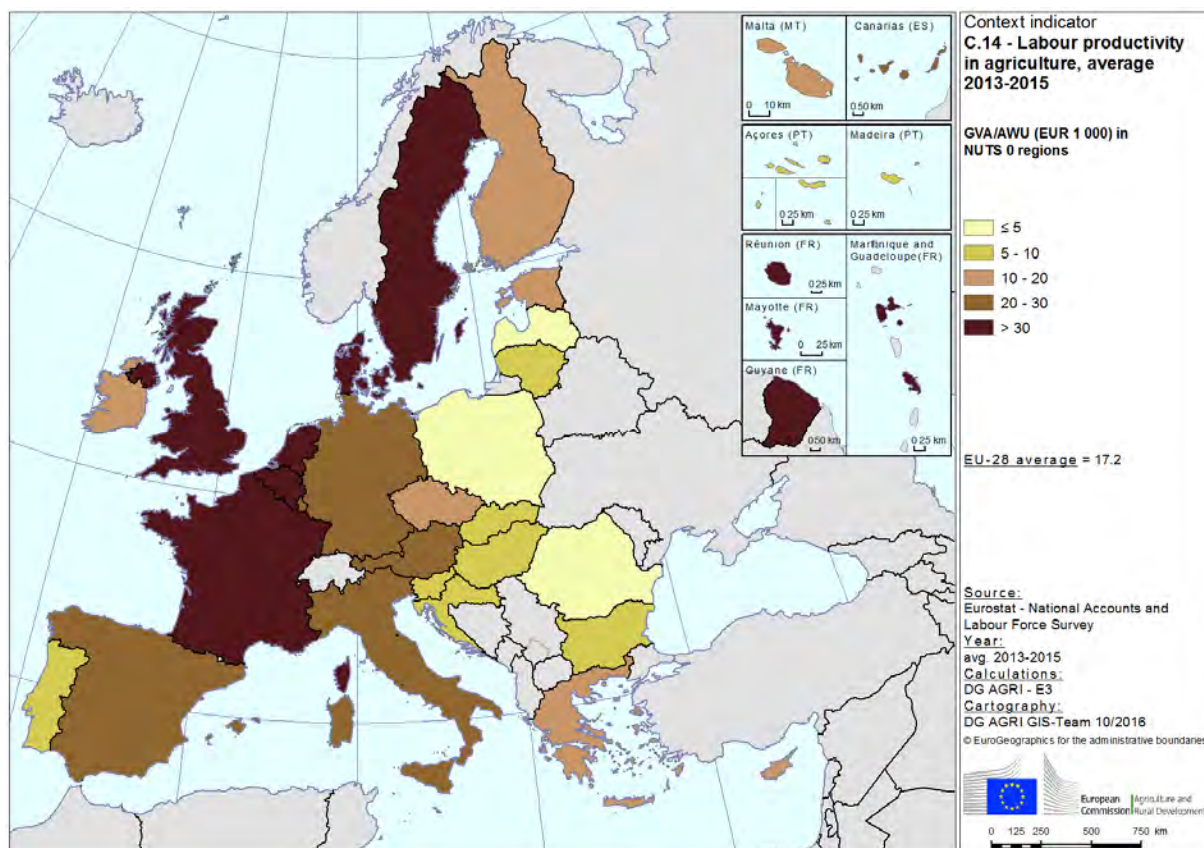 Context indicator
C.14 - Labour productivity
in agriculture, average
2013-2015
GVA/AWU (EUR 1 000) in
NUTS 0 regions
≤ 5
5 - 10
10 - 20
20 - 30
> 30
EU-28 average = 17.2
Source:
Eurostat - National Accounts and
Labour Force Survey
Year:
avg. 2013-2015
Calculations:
DG AGRI - E3
Cartography:
DG AGRI GIS-Team 10/2016
© EuroGeographics for the administrative boundaries
European
Commission
Agriculture and
Rural Development
0 125 250 500 750 km
Malta (MT)
0 10 km
Canarias (ES)
0 50 km
Açores (PT)
0 25 km
Madeira (PT)
0 25 km
Réunion (FR)
0 25 km
Martinique and
Guadeloupe(FR)
0 25 km
Mayotte (FR)
0 25 km
Guyane (FR)
0 50 km